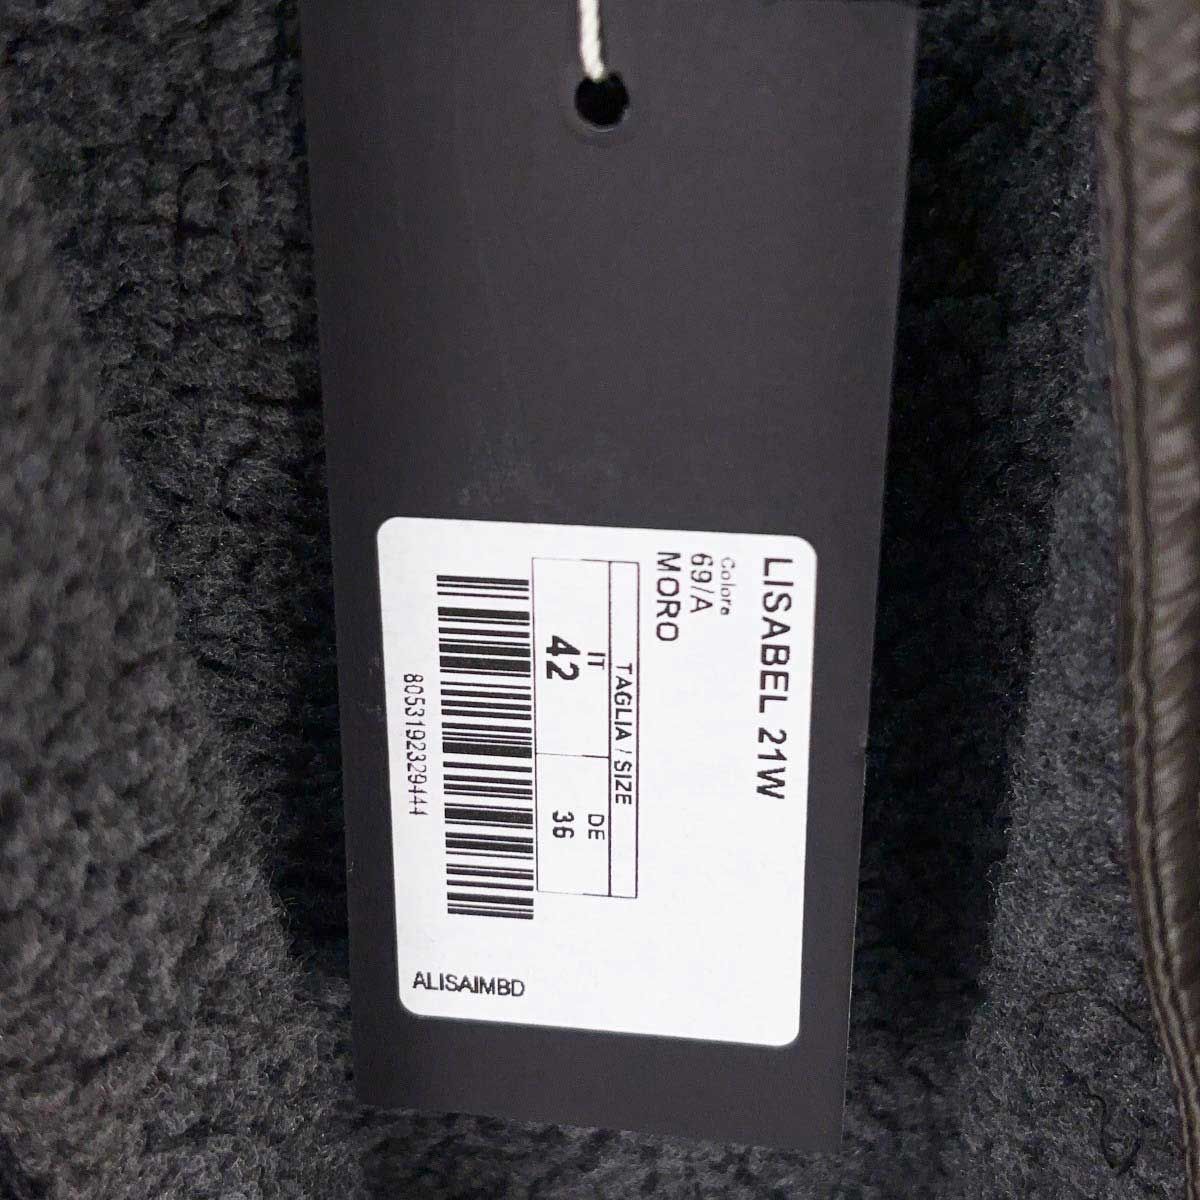 LISABEL 21W
Colore
69/A
MORO
TAGLIA / SIZE
IT DE
42 36
8053192329444
ALISAIMBD